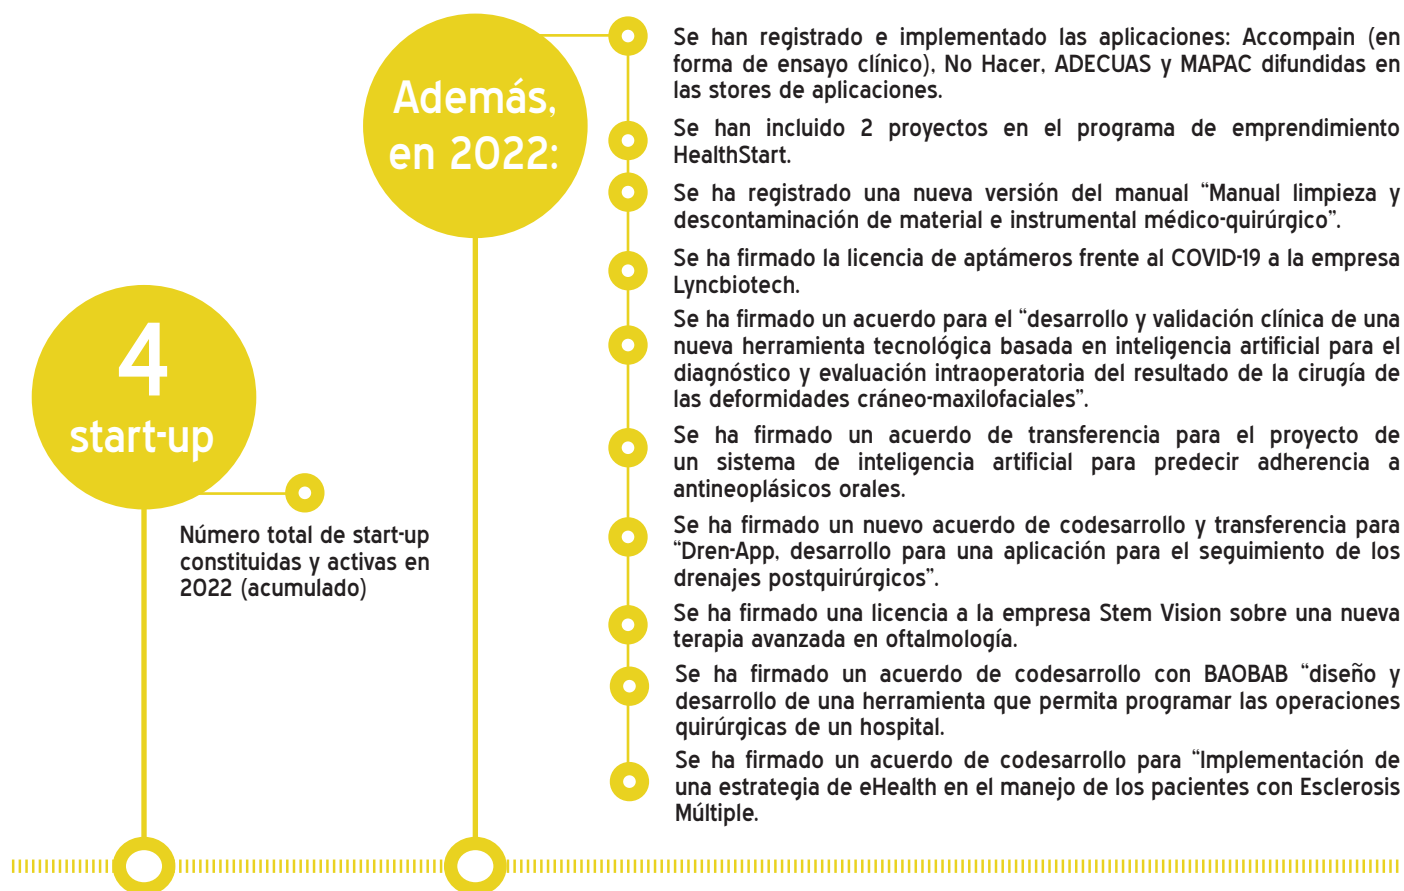 4
start-up
Número total de start-up
constituidas y activas en
2022 (acumulado)
Además,
en 2022:
Se han registrado e implementado las aplicaciones: Accompain (en
forma de ensayo clínico), No Hacer, ADECUAS y MAPAC difundidas en
las stores de aplicaciones.
Se han incluido 2 proyectos en el programa de emprendimiento
HealthStart.
Se ha registrado una nueva versión del manual “Manual limpieza y
descontaminación de material e instrumental médico-quirúrgico”.
Se ha firmado la licencia de aptámeros frente al COVID-19 a la empresa
Lyncbiotech.
Se ha firmado un acuerdo para el “desarrollo y validación clínica de una
nueva herramienta tecnológica basada en inteligencia artificial para el
diagnóstico y evaluación intraoperatoria del resultado de la cirugía de
las deformidades cráneo-maxilofaciales”.
Se ha firmado un acuerdo de transferencia para el proyecto de
un sistema de inteligencia artificial para predecir adherencia a
antineoplásicos orales.
Se ha firmado un nuevo acuerdo de codesarrollo y transferencia para
“Dren-App, desarrollo para una aplicación para el seguimiento de los
drenajes postquirúrgicos”.
Se ha firmado una licencia a la empresa Stem Vision sobre una nueva
terapia avanzada en oftalmología.
Se ha firmado un acuerdo de codesarrollo con BAOBAB “diseño y
desarrollo de una herramienta que permita programar las operaciones
quirúrgicas de un hospital.
Se ha firmado un acuerdo de codesarrollo para “Implementación de
una estrategia de eHealth en el manejo de los pacientes con Esclerosis
Múltiple.